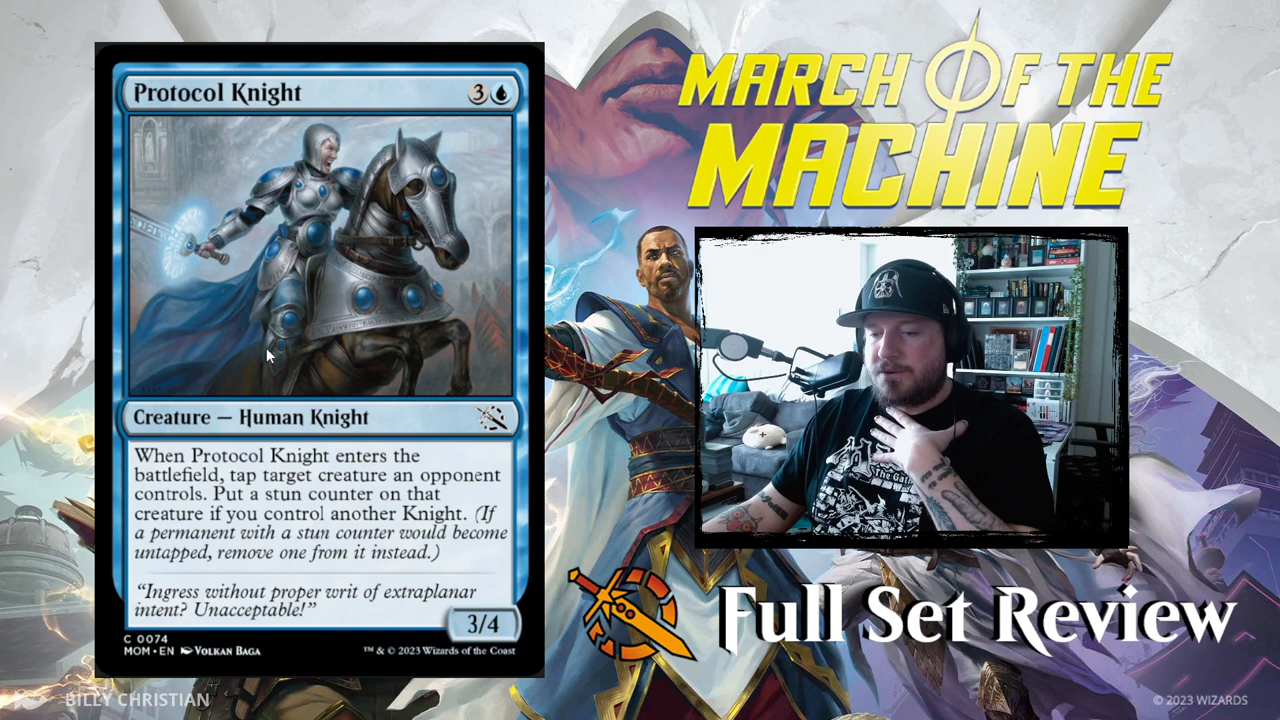 Protocol Knight 3
Creature — Human Knight
When Protocol Knight enters the
battlefield, tap target creature an opponent
controls. Put a stun counter on that
creature if you control another Knight. (If
a permanent with a stun counter would become
untapped, remove one from it instead.)
“Ingress without proper writ of extraplanar
intent? Unacceptable!”
3/4
C 0074
MOM • EN VOLKAN BAGA
™ & © 2023 Wizards of the Coast
BILLY CHRISTIAN
MARCH OF THE
MACHINE
Full Set Review
© 2023 WIZARDS